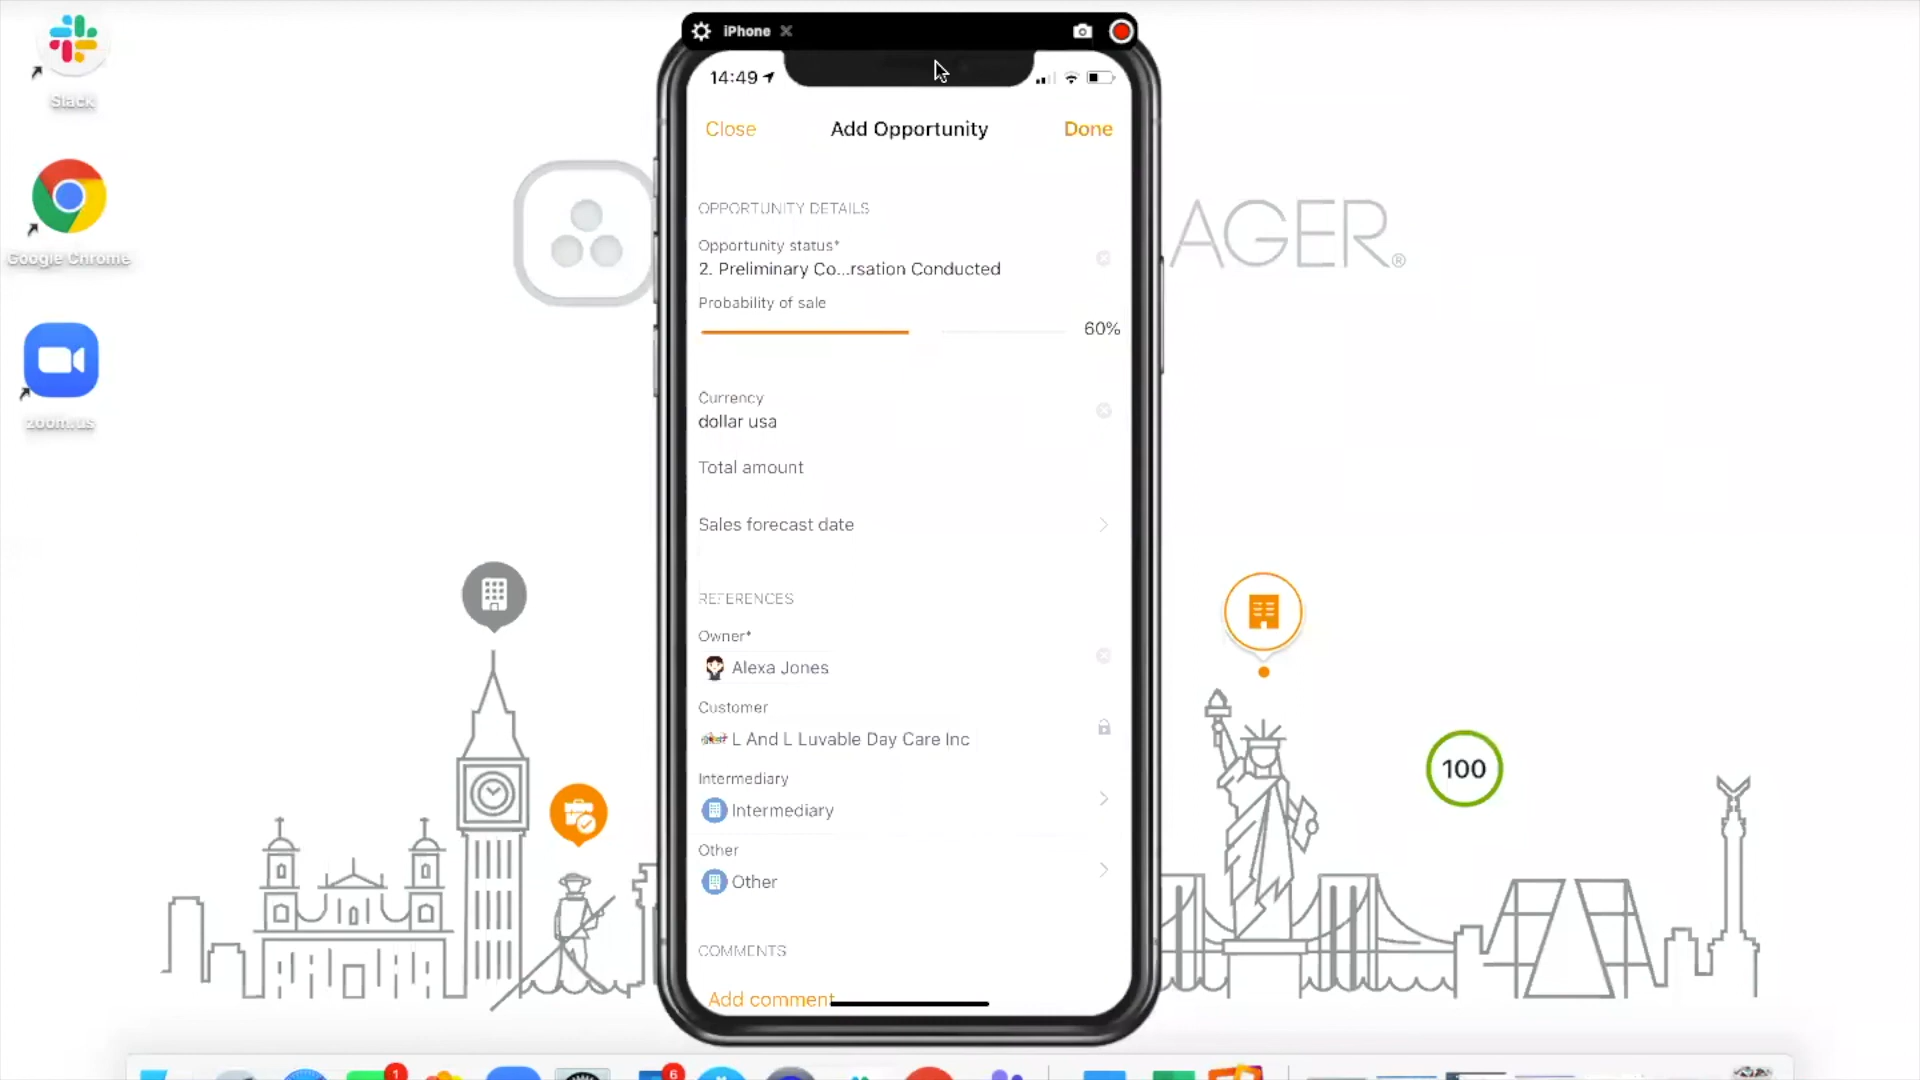 iPhone
14:49
Close
Add Opportunity
Done
OPPORTUNITY DETAILS
Opportunity status*
2. Preliminary Co...rsation Conducted
Probability of sale
60%
Currency
dollar usa
Total amount
Sales forecast date
REFERENCES
Owner*
Alexa Jones
Customer
L And L Luvable Day Care Inc
Intermediary
Intermediary
Other
Other
COMMENTS
Add comment
Slack
Google Chrome
zoom.us
AGER®
100
1
6